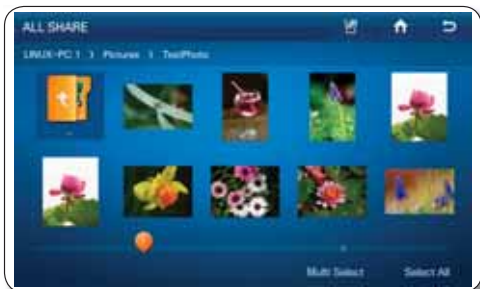 ALL SHARE
LINUX-PC 1 > Pictures > TestPhoto
Multi Select
Select All